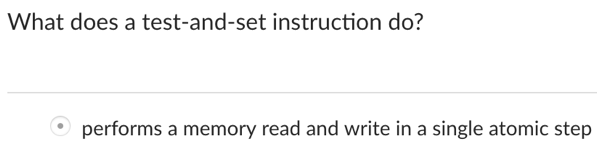 What does a test-and-set instruction do?
performs a memory read and write in a single atomic step